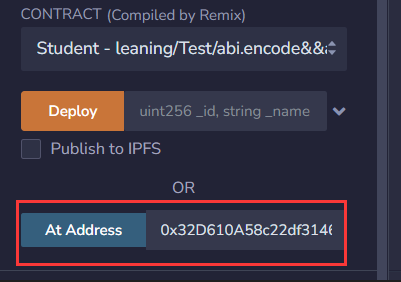 CONTRACT (Compiled by Remix)
Student - leaning/Test/abi.encode&&a
Deploy uint256 _id, string _name
Publish to IPFS
OR
At Address 0x32D610A58c22df3146